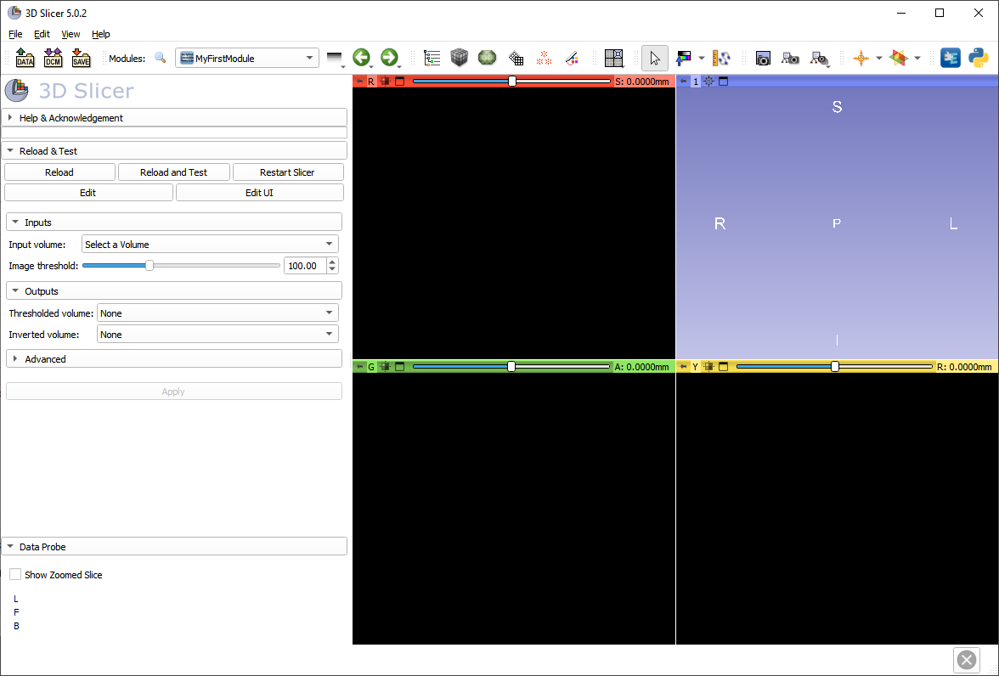 3D Slicer 5.0.2
File Edit View Help
DATA DCM SAVE Modules: MyFirstModule
3D Slicer
Help & Acknowledgement
Reload & Test
Reload Reload and Test Restart Slicer
Edit Edit UI
Inputs
Input volume: Select a Volume
Image threshold: 100.00
Outputs
Thresholded volume: None
Inverted volume: None
Advanced
Apply
Data Probe
Show Zoomed Slice
L
F
B
R S: 0.0000mm
1
S
R P L
I
G A: 0.0000mm
Y R: 0.0000mm